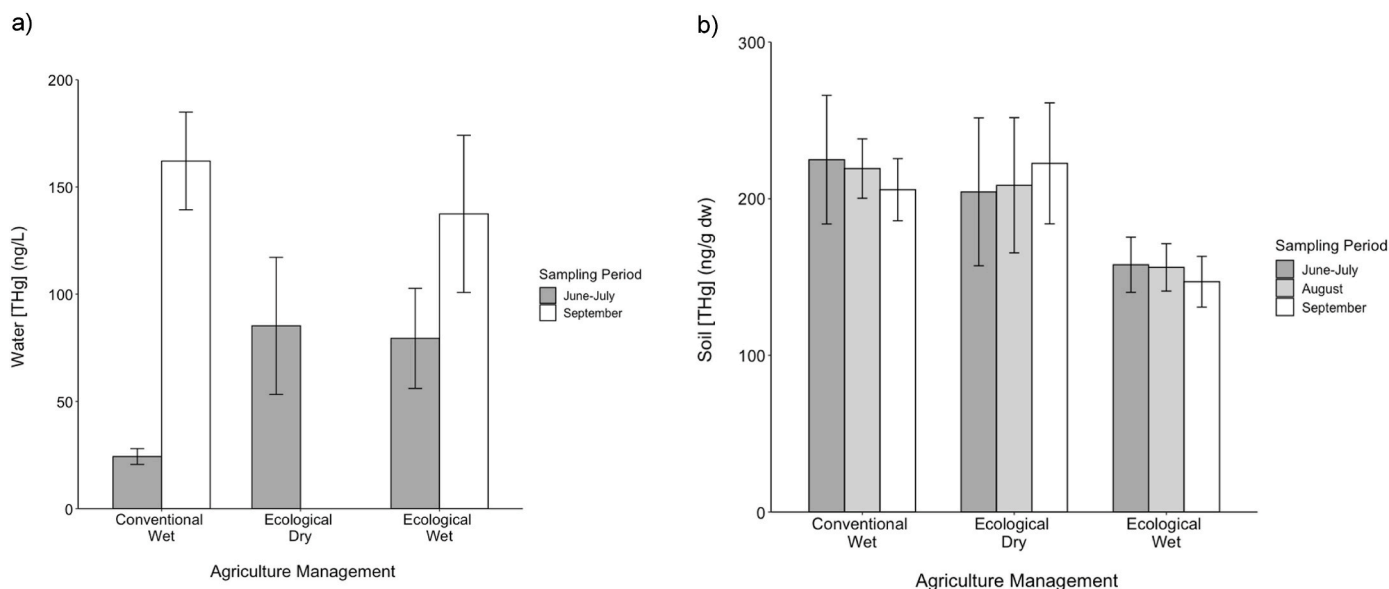 a)
Water [THg] (ng/L)
200
150
100
50
0
Conventional
Wet
Ecological
Dry
Ecological
Wet
Agriculture Management
Sampling Period
June-July
September
b)
Soil [THg] (ng/g dw)
300
200
100
0
Conventional
Wet
Ecological
Dry
Ecological
Wet
Agriculture Management
Sampling Period
June-July
August
September